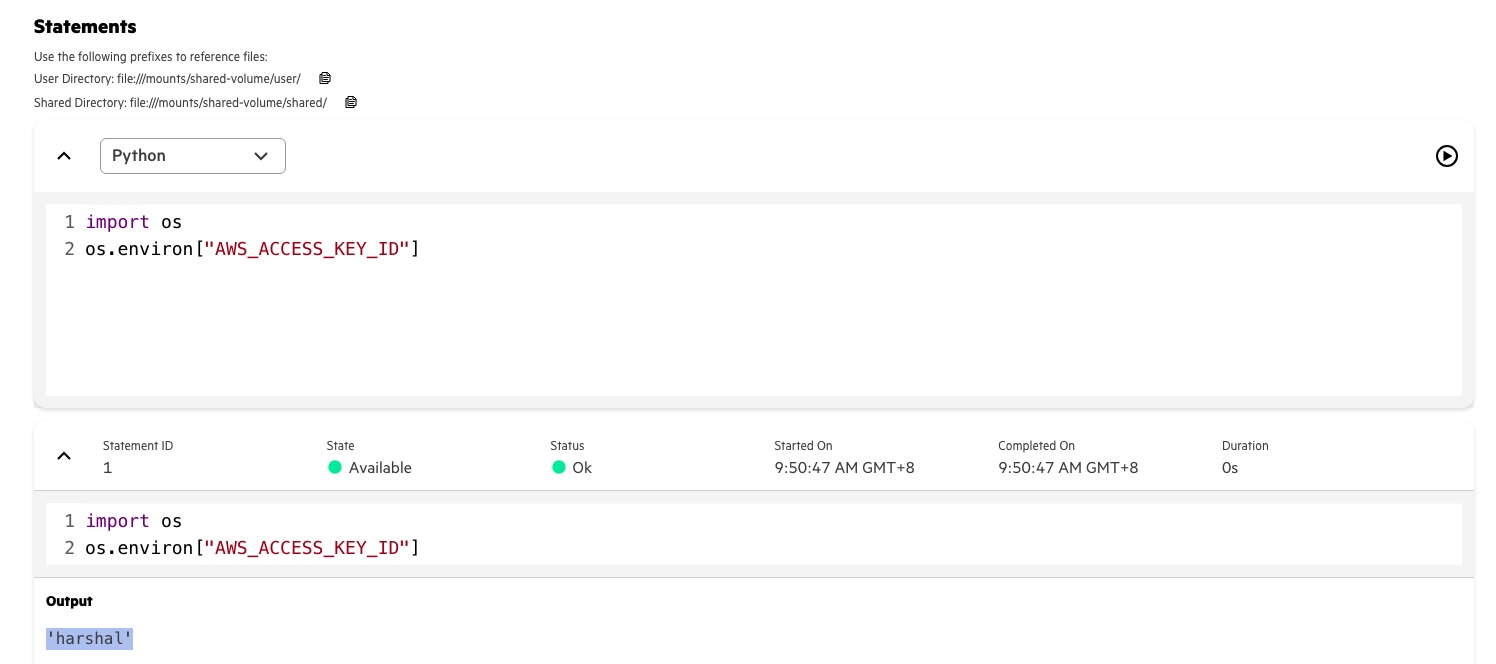 Statements
Use the following prefixes to reference files:
User Directory: file:///mounts/shared-volume/user/
Shared Directory: file:///mounts/shared-volume/shared/
Python
1 import os
2 os.environ["AWS_ACCESS_KEY_ID"]
Statement ID State Status Started On Completed On Duration
1 Available Ok 9:50:47 AM GMT+8 9:50:47 AM GMT+8 0s
1 import os
2 os.environ["AWS_ACCESS_KEY_ID"]
Output
'harshal'